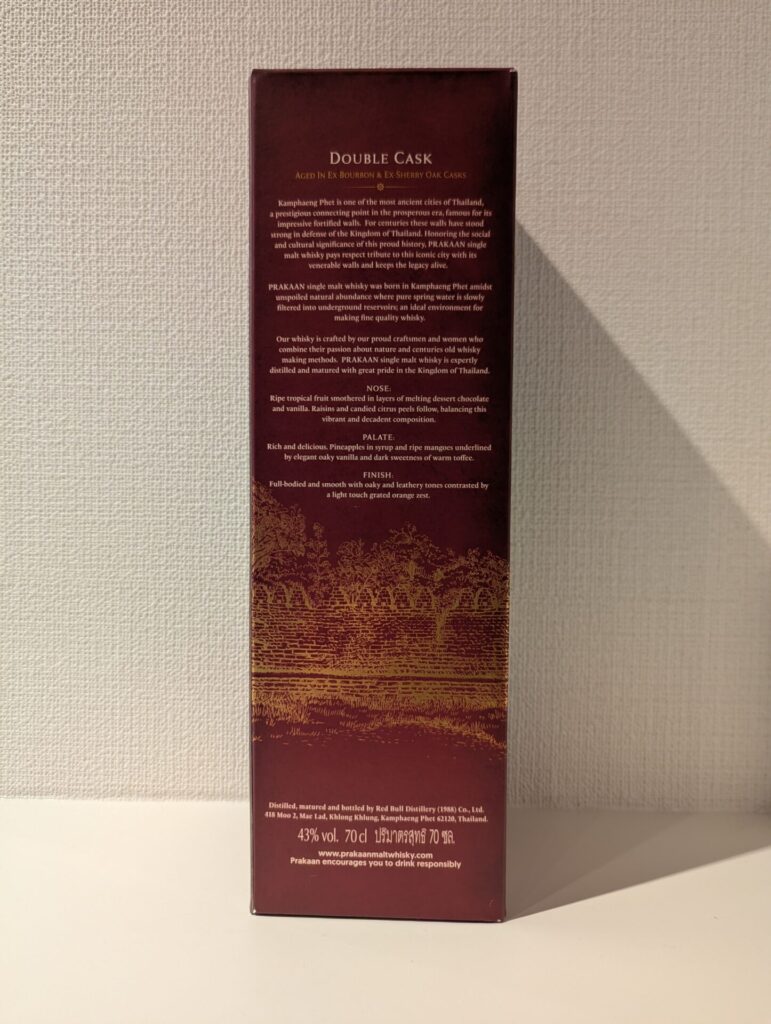 DOUBLE CASK
AGED IN EX-BOURBON & EX-SHERRY OAK CASKS
Kamphaeng Phet is one of the most ancient cities of Thailand,
a prestigious connecting point in the prosperous era, famous for its
impressive fortified walls. For centuries these walls have stood
strong in defense of the Kingdom of Thailand. Honoring the social
and cultural significance of this proud history, PRAKAAN single
malt whisky pays respect tribute to this iconic city with its
venerable walls and keeps the legacy alive.
PRAKAAN single malt whisky was born in Kamphaeng Phet amidst
unspoiled natural abundance where pure spring water is slowly
filtered into underground reservoirs; an ideal environment for
making fine quality whisky.
Our whisky is crafted by our proud craftsmen and women who
combine their passion about nature and centuries old whisky
making methods. PRAKAAN single malt whisky is expertly
distilled and matured with great pride in the Kingdom of Thailand.
NOSE:
Ripe tropical fruit smothered in layers of melting dessert chocolate
and vanilla. Raisins and candied citrus peels follow, balancing this
vibrant and decadent composition.
PALATE:
Rich and delicious. Pineapples in syrup and ripe mangoes underlined
by elegant oaky vanilla and dark sweetness of warm toffee.
FINISH:
Full-bodied and smooth with oaky and leathery tones contrasted by
a light touch grated orange zest.
Distilled, matured and bottled by Red Bull Distillery (1988) Co., Ltd.
418 Moo 2, Mae Lad, Khlong Khlung, Kamphaeng Phet 62120, Thailand.
43% vol. 70 cl ปริมาตรสุทธิ 70 ซล.
www.prakaanmaltwhisky.com
Prakaan encourages you to drink responsibly